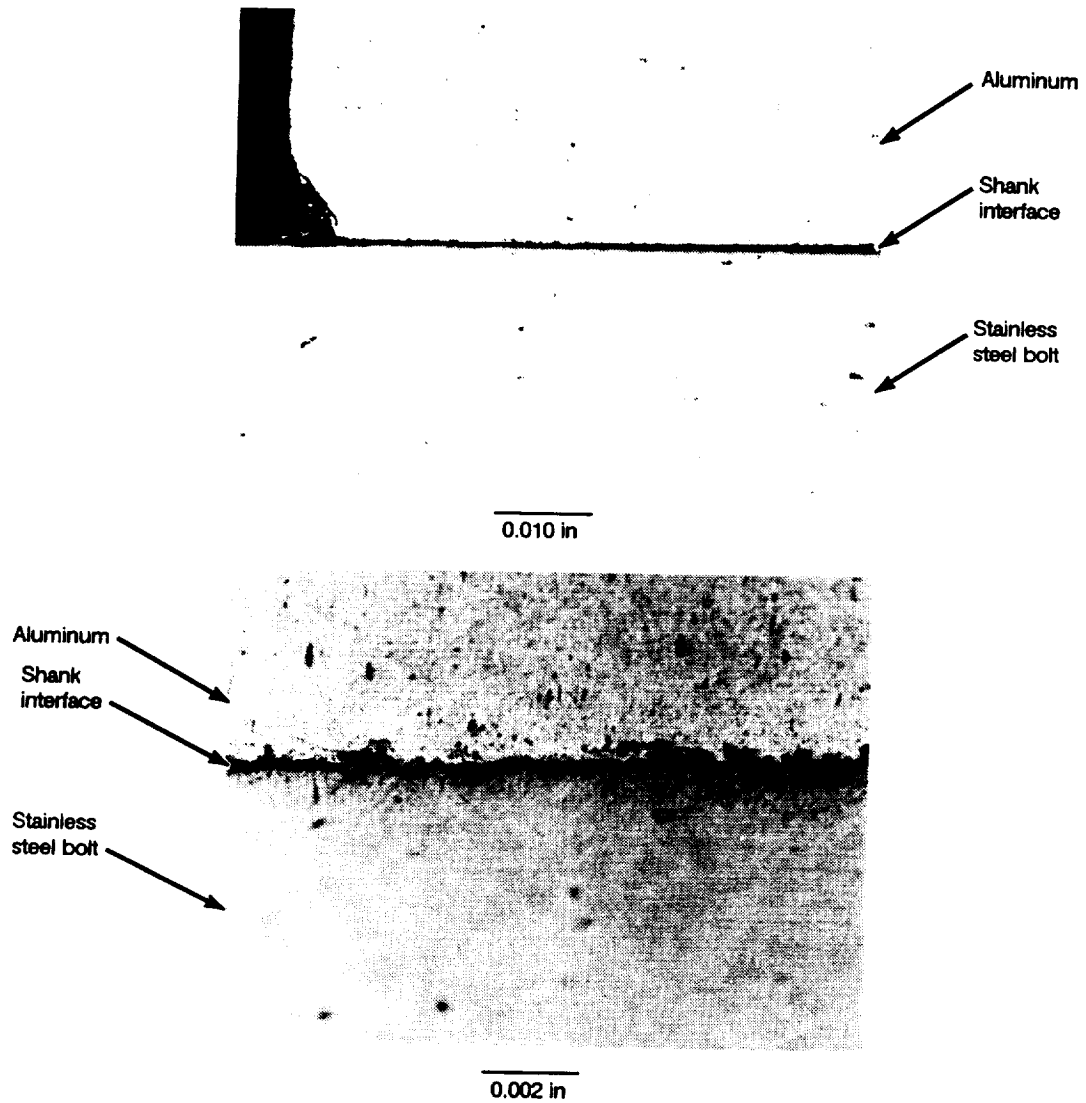 Aluminum
Shank
interface
Stainless
steel bolt
0.010 in
Aluminum
Shank
interface
Stainless
steel bolt
0.002 in